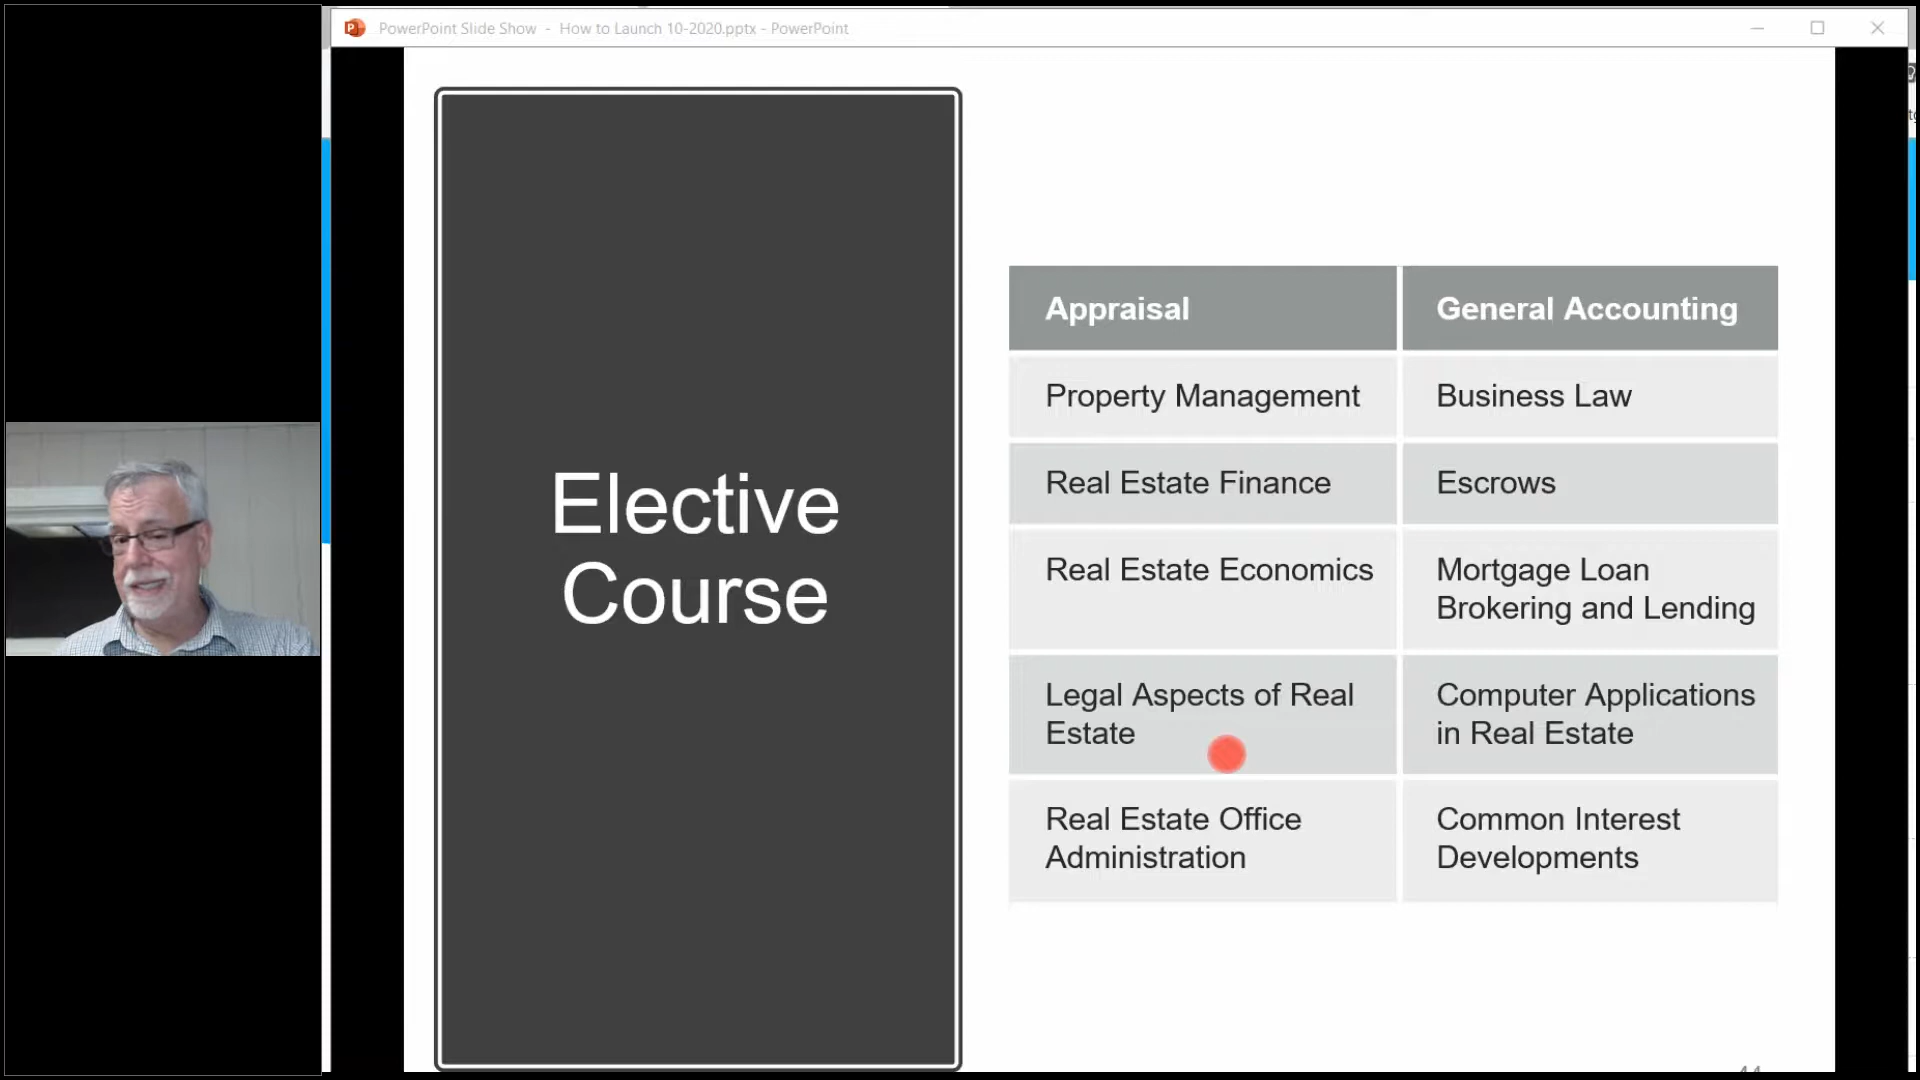 PowerPoint Slide Show - How to Launch 10-2020.pptx - PowerPoint
Elective
Course
Appraisal
General Accounting
Property Management
Business Law
Real Estate Finance
Escrows
Real Estate Economics
Mortgage Loan
Brokering and Lending
Legal Aspects of Real
Estate
Computer Applications
in Real Estate
Real Estate Office
Administration
Common Interest
Developments